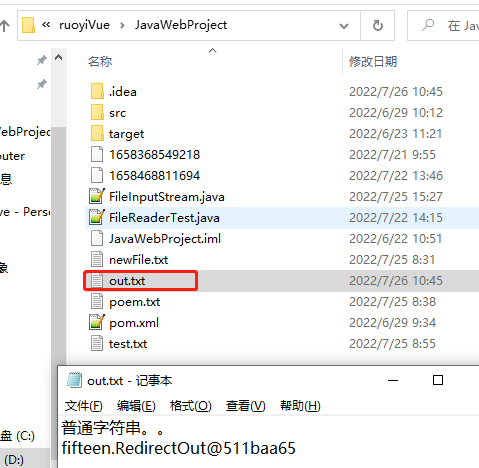 « ruoyiVue › JavaWebProject
在 Jav
名称 修改日期
.idea 2022/7/26 10:45
src 2022/6/29 10:12
target 2022/6/23 11:21
1658368549218 2022/7/21 9:55
1658468811694 2022/7/22 13:46
FileInputStream.java 2022/7/25 15:27
FileReaderTest.java 2022/7/22 14:15
JavaWebProject.iml 2022/6/22 10:51
newFile.txt 2022/7/25 8:31
out.txt 2022/7/26 10:45
poem.txt 2022/7/25 8:38
pom.xml 2022/6/29 9:34
test.txt 2022/7/25 8:55
WebProject
outer
息
ve - Perso
象
盘 (C:)
(D:)
out.txt - 记事本
文件(F) 编辑(E) 格式(O) 查看(V) 帮助(H)
普通字符串。。
fifteen.RedirectOut@511baa65